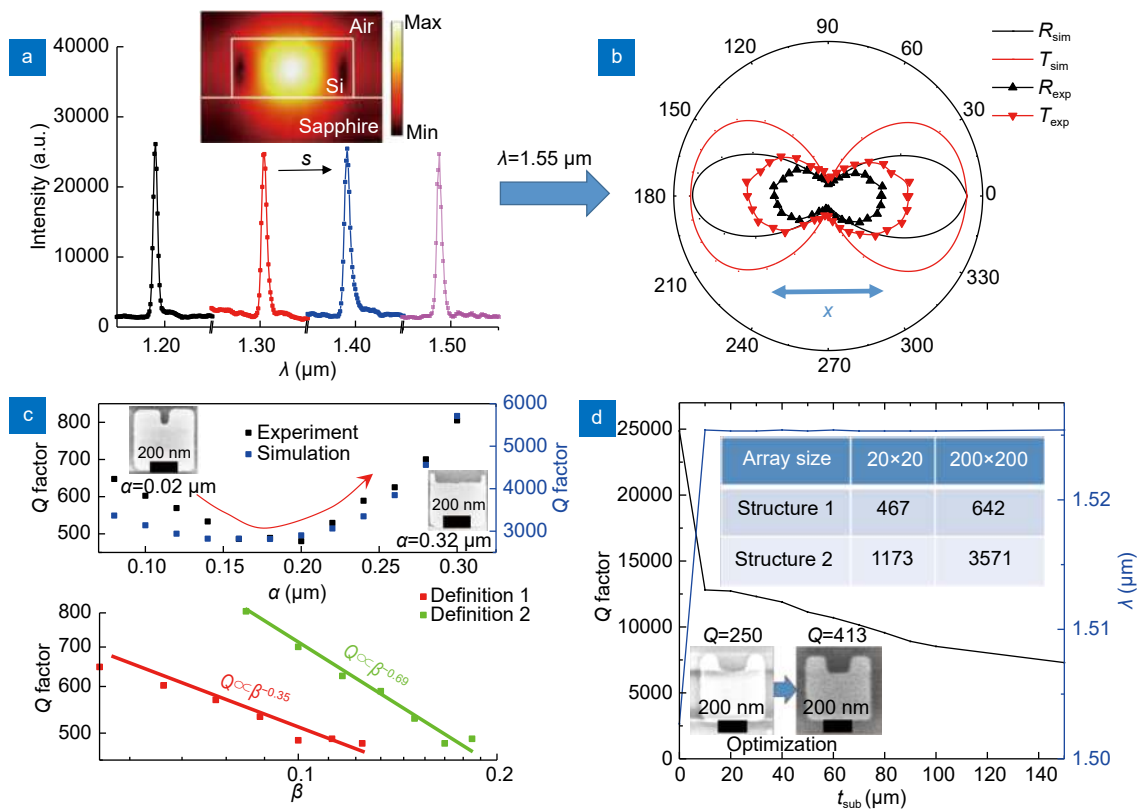 a
40000
30000
20000
10000
0
Intensity (a.u.)
1.20
1.30
1.40
1.50
λ (μm)
Air
Si
Sapphire
Max
Min
s
λ=1.55 μm
b
90
60
30
0
330
300
270
240
210
180
150
120
x
R_sim
T_sim
R_exp
T_exp
c
800
700
600
500
Q factor
6000
5000
4000
3000
Q factor
200 nm
α=0.02 μm
Experiment
Simulation
200 nm
α=0.32 μm
0.10
0.15
0.20
0.25
0.30
α (μm)
800
700
600
500
Q factor
Definition 1
Definition 2
Q∝β^−0.35
Q∝β^−0.69
0.1
0.2
β
d
25000
20000
15000
10000
5000
0
Q factor
Array size 20×20 200×200
Structure 1 467 642
Structure 2 1173 3571
1.52
1.51
1.50
λ (μm)
Q=250
Q=413
200 nm
200 nm
Optimization
0
20
40
60
80
100
120
140
t_sub (μm)